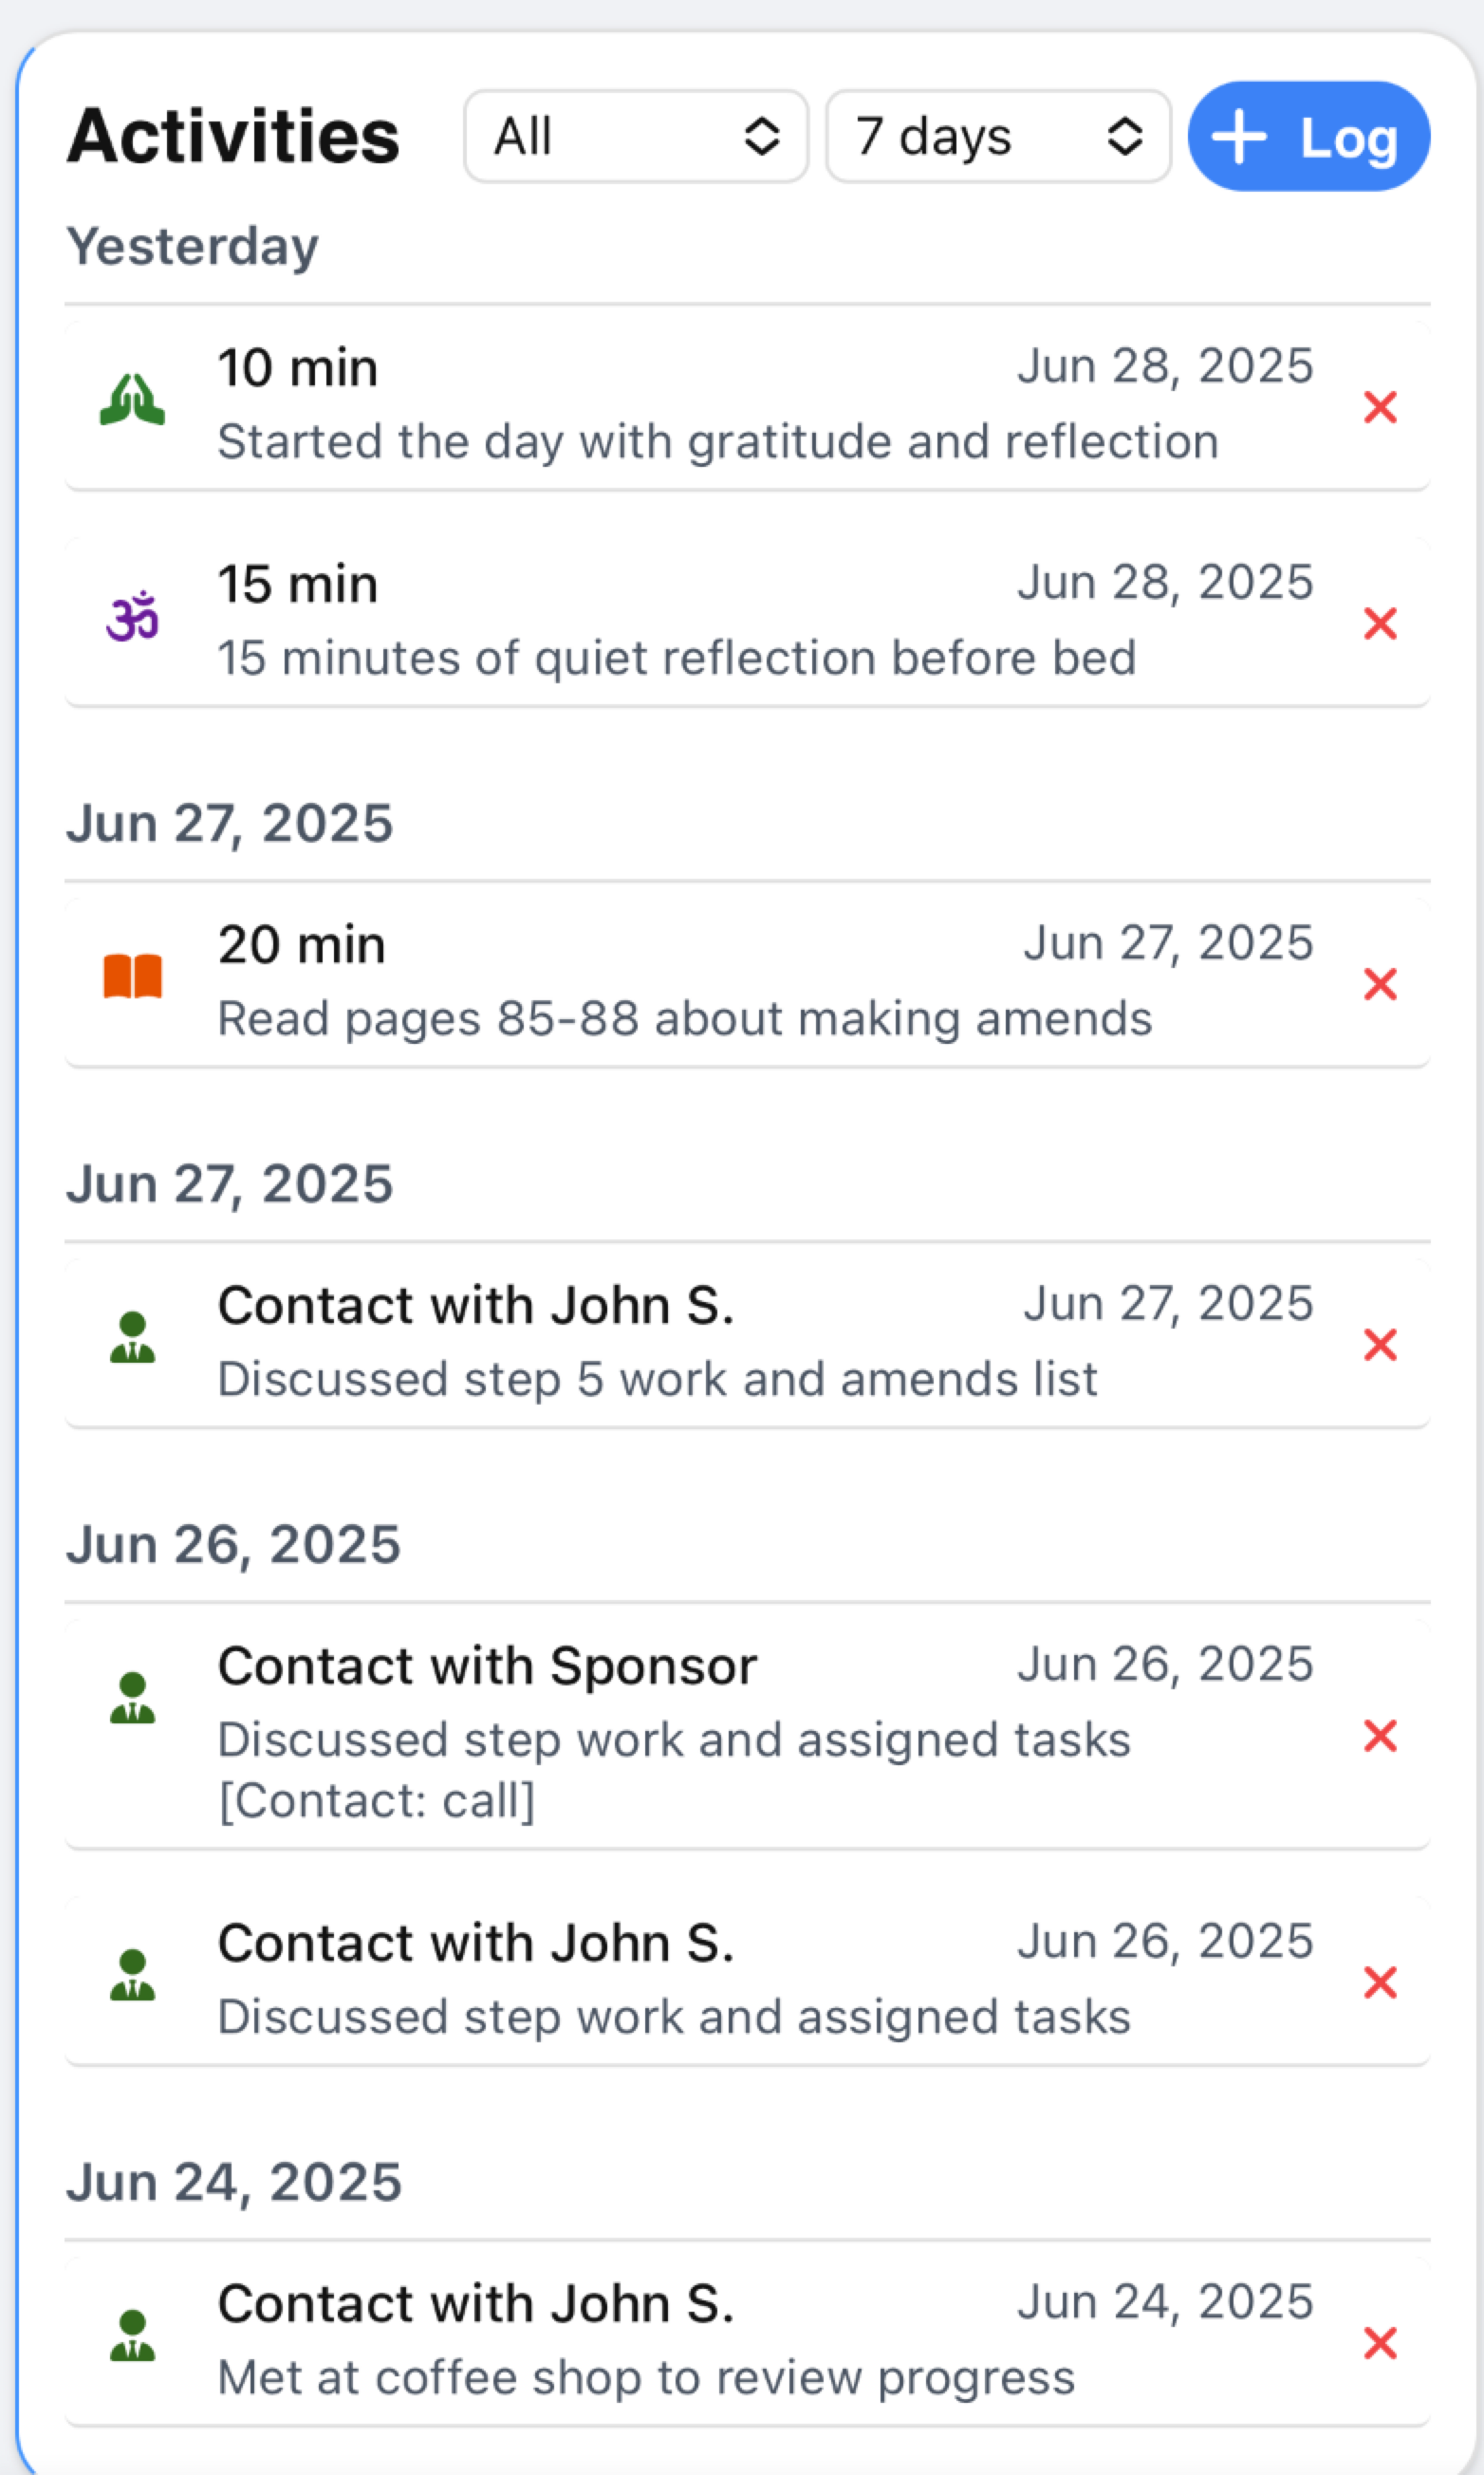 Activities All 7 days + Log
Yesterday
10 min Jun 28, 2025
Started the day with gratitude and reflection
ॐ 15 min Jun 28, 2025
15 minutes of quiet reflection before bed
Jun 27, 2025
20 min Jun 27, 2025
Read pages 85-88 about making amends
Jun 27, 2025
Contact with John S. Jun 27, 2025
Discussed step 5 work and amends list
Jun 26, 2025
Contact with Sponsor Jun 26, 2025
Discussed step work and assigned tasks
[Contact: call]
Contact with John S. Jun 26, 2025
Discussed step work and assigned tasks
Jun 24, 2025
Contact with John S. Jun 24, 2025
Met at coffee shop to review progress